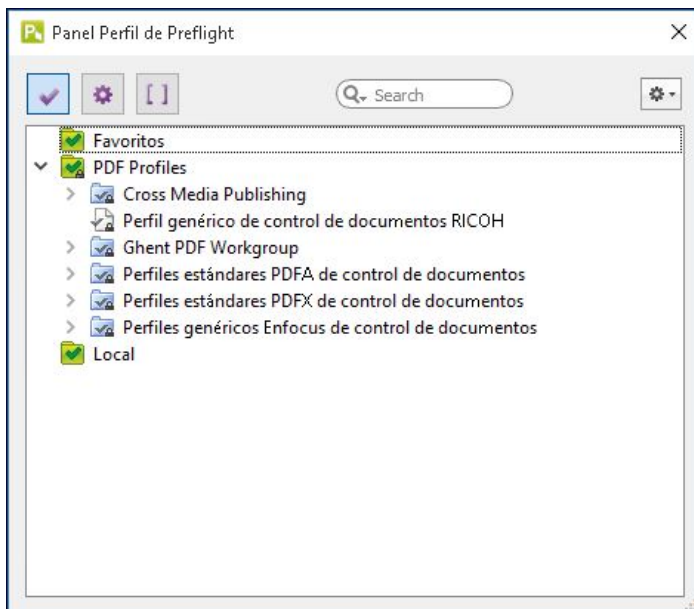 Panel Perfil de Preflight
Search
Favoritos
PDF Profiles
Cross Media Publishing
Perfil genérico de control de documentos RICOH
Ghent PDF Workgroup
Perfiles estándares PDFA de control de documentos
Perfiles estándares PDFX de control de documentos
Perfiles genéricos Enfocus de control de documentos
Local